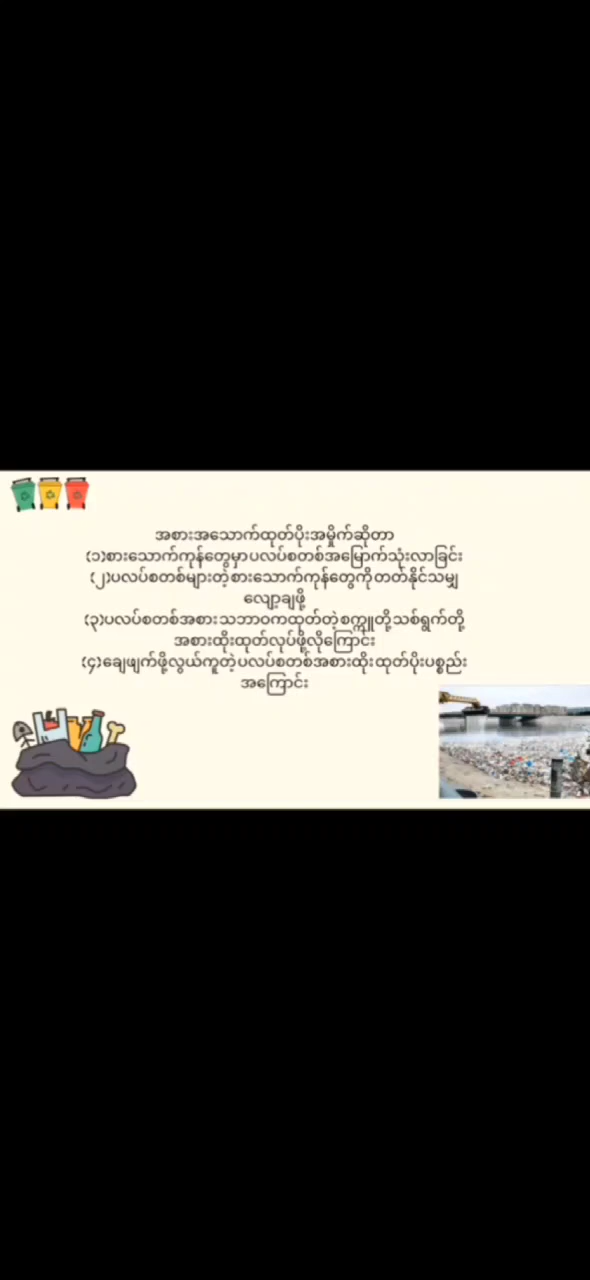 အစားအသောက်ထုတ်ပိုးအမှိုက်ဆိုတာ
(၁)စားသောက်ကုန်တွေမှာပလပ်စတစ်အမြောက်သုံးလာခြင်း
(၂)ပလပ်စတစ်များတဲ့စားသောက်ကုန်တွေကိုတတ်နိုင်သမျှ
လျော့ချဖို့
(၃)ပလပ်စတစ်အစားသဘာဝကထုတ်တဲ့စက္ကူတို့သစ်ရွက်တို့
အစားထိုးထုတ်လုပ်ဖို့လိုကြောင်း
(၄)ချေဖျက်ဖို့လွယ်ကူတဲ့ပလပ်စတစ်အစားထိုးထုတ်ပိုးပစ္စည်း
အကြောင်း